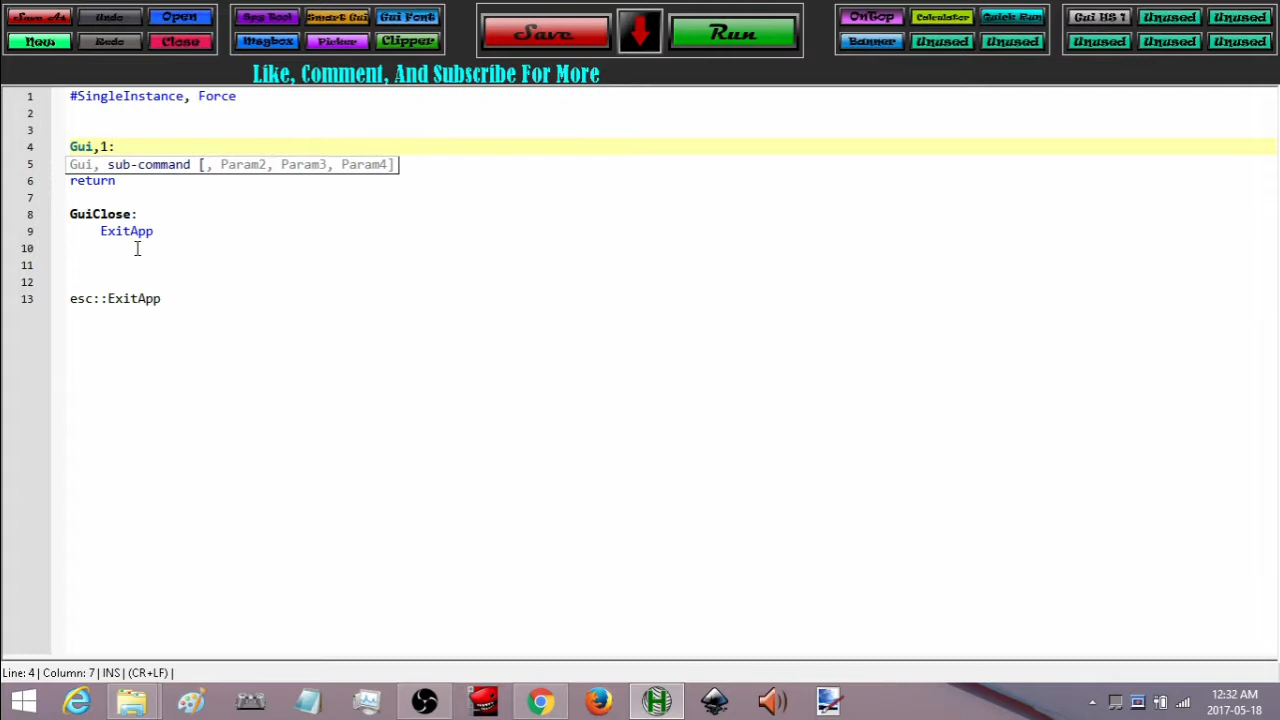 Save As Undo Open Spy Tool Smart Gui Gui Font Save Run OnTop Calculator Quick Run Gui HS 1 Unused Unused
New Redo Close Msgbox Picker Clipper Banner Unused Unused Unused Unused Unused
Like, Comment, And Subscribe For More
1 #SingleInstance, Force
2
3
4 Gui,1:
5 Gui, sub-command [, Param2, Param3, Param4]
6 return
7
8 GuiClose:
9 ExitApp
10
11
12
13 esc::ExitApp
Line: 4 | Column: 7 | INS | (CR+LF) |
12:32 AM
2017-05-18